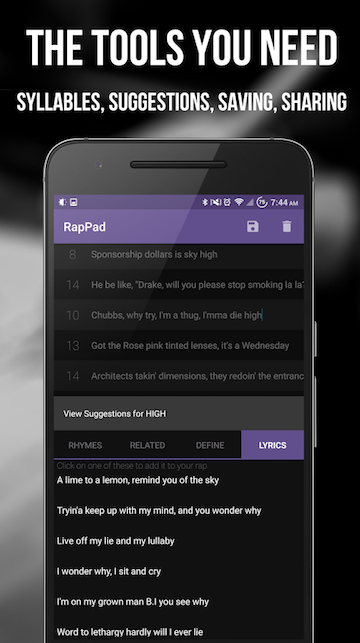 THE TOOLS YOU NEED
SYLLABLES, SUGGESTIONS, SAVING, SHARING
78 7:44 AM
RapPad
8 Sponsorship dollars is sky high
14 He be like, "Drake, will you please stop smoking la la"
10 Chubbs, why try, I'm a thug, I'mma die high
13 Got the Rose pink tinted lenses, it's a Wednesday
14 Architects takin' dimensions, they redoin' the entranc
View Suggestions for HIGH
RHYMES RELATED DEFINE LYRICS
Click on one of these to add it to your rap
A lime to a lemon, remind you of the sky
Tryin'a keep up with my mind, and you wonder why
Live off my lie and my lullaby
I wonder why, I sit and cry
I'm on my grown man B.I you see why
Word to lethargy hardly will I ever lie